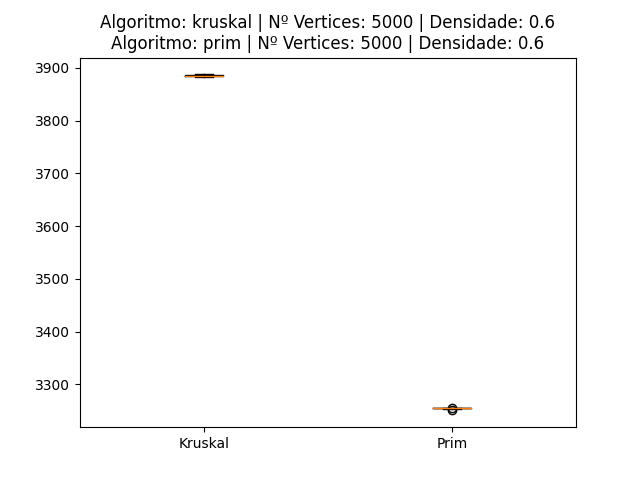 Algoritmo: kruskal | Nº Vertices: 5000 | Densidade: 0.6
Algoritmo: prim | Nº Vertices: 5000 | Densidade: 0.6
3900
3800
3700
3600
3500
3400
3300
Kruskal
Prim